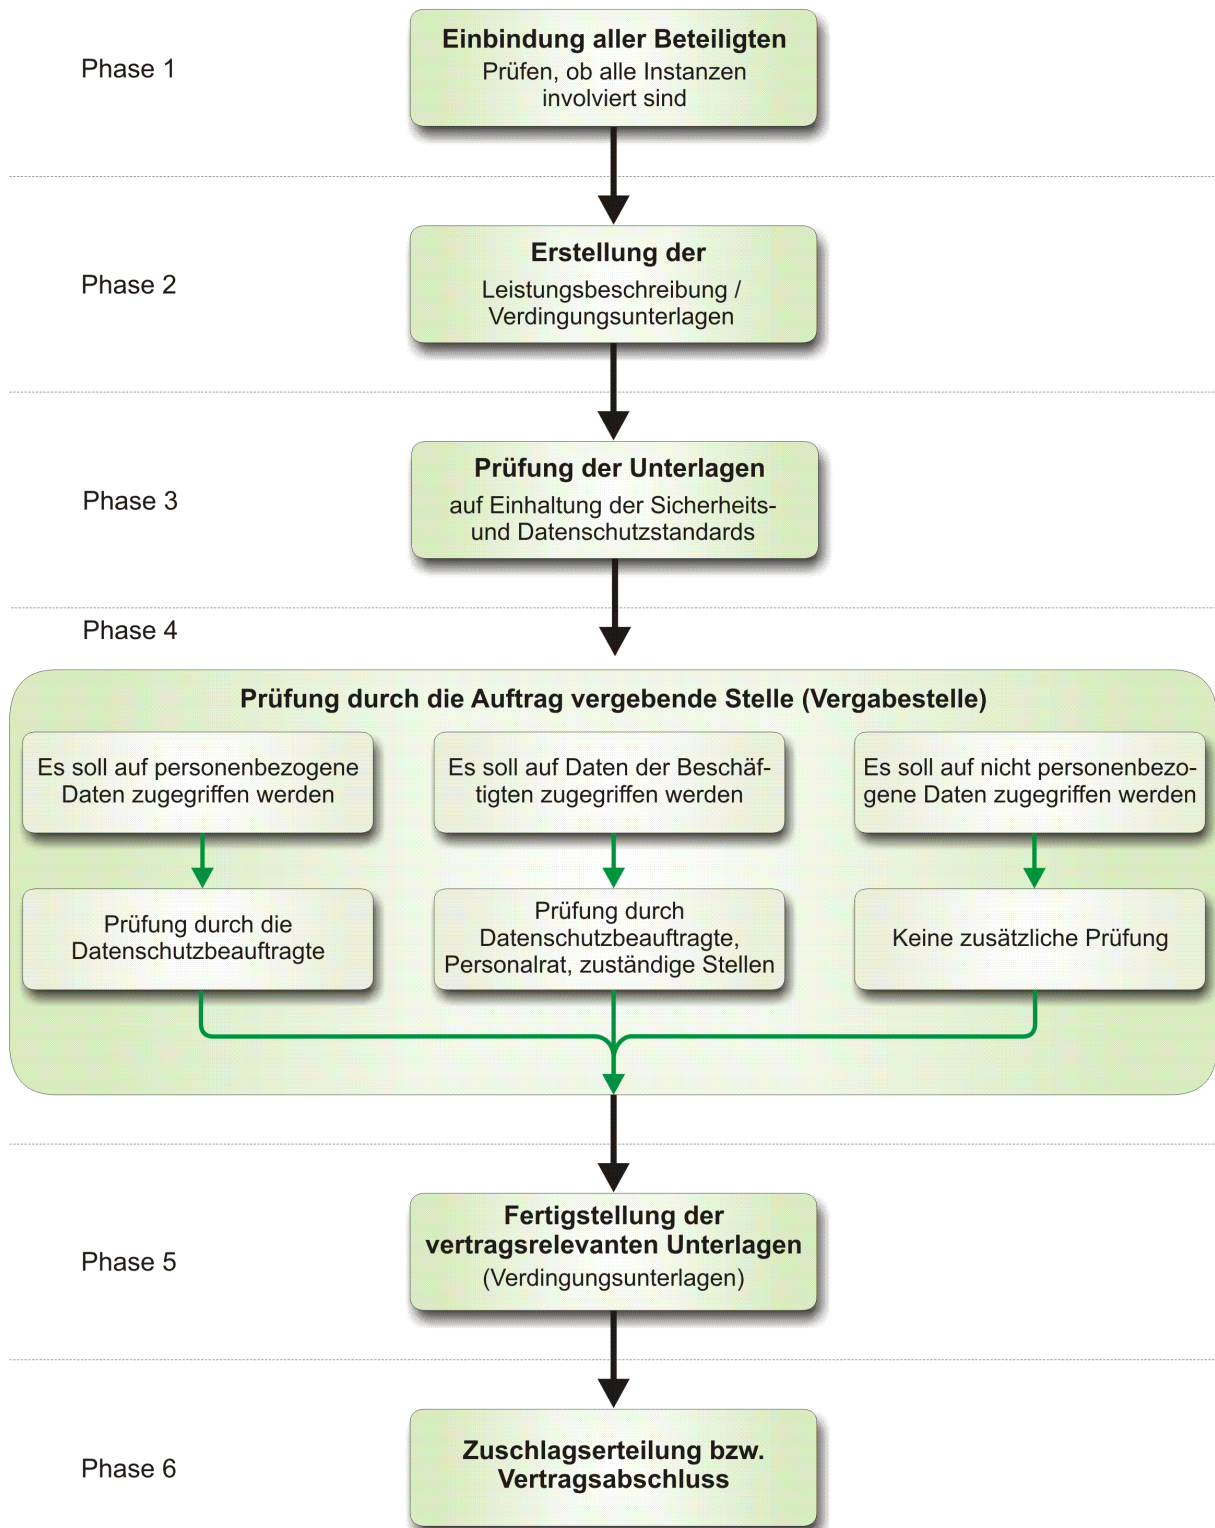 Phase 1
Einbindung aller Beteiligten
Prüfen, ob alle Instanzen
involviert sind
Phase 2
Erstellung der
Leistungsbeschreibung /
Verdingungsunterlagen
Phase 3
Prüfung der Unterlagen
auf Einhaltung der Sicherheits-
und Datenschutzstandards
Phase 4
Prüfung durch die Auftrag vergebende Stelle (Vergabestelle)
Es soll auf personenbezogene
Daten zugegriffen werden
Es soll auf Daten der Beschäf-
tigten zugegriffen werden
Es soll auf nicht personenbezo-
gene Daten zugegriffen werden
Prüfung durch die
Datenschutzbeauftragte
Prüfung durch
Datenschutzbeauftragte,
Personalrat, zuständige Stellen
Keine zusätzliche Prüfung
Phase 5
Fertigstellung der
vertragsrelevanten Unterlagen
(Verdingungsunterlagen)
Phase 6
Zuschlagserteilung bzw.
Vertragsabschluss